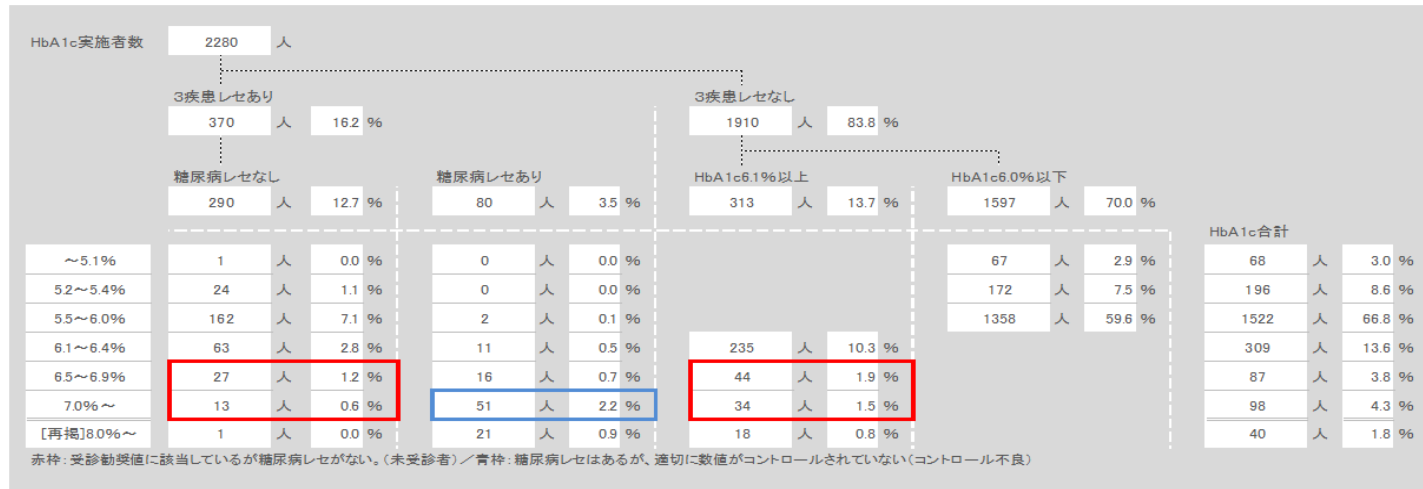 HbA1c実施者数 2280 人
3疾患レセあり 3疾患レセなし
370 人 16.2 % 1910 人 83.8 %
糖尿病レセなし 糖尿病レセあり HbA1c6.1%以上 HbA1c6.0%以下
290 人 12.7 % 80 人 3.5 % 313 人 13.7 % 1597 人 70.0 %
HbA1c合計
～5.1% 1 人 0.0 % 0 人 0.0 % 67 人 2.9 % 68 人 3.0 %
5.2～5.4% 24 人 1.1 % 0 人 0.0 % 172 人 7.5 % 196 人 8.6 %
5.5～6.0% 162 人 7.1 % 2 人 0.1 % 1358 人 59.6 % 1522 人 66.8 %
6.1～6.4% 63 人 2.8 % 11 人 0.5 % 235 人 10.3 % 309 人 13.6 %
6.5～6.9% 27 人 1.2 % 16 人 0.7 % 44 人 1.9 % 87 人 3.8 %
7.0%～ 13 人 0.6 % 51 人 2.2 % 34 人 1.5 % 98 人 4.3 %
[再掲]8.0%～ 1 人 0.0 % 21 人 0.9 % 18 人 0.8 % 40 人 1.8 %
赤枠：受診勧奨値に該当しているが糖尿病レセがない。（未受診者）／青枠：糖尿病レセはあるが、適切に数値がコントロールされていない（コントロール不良）